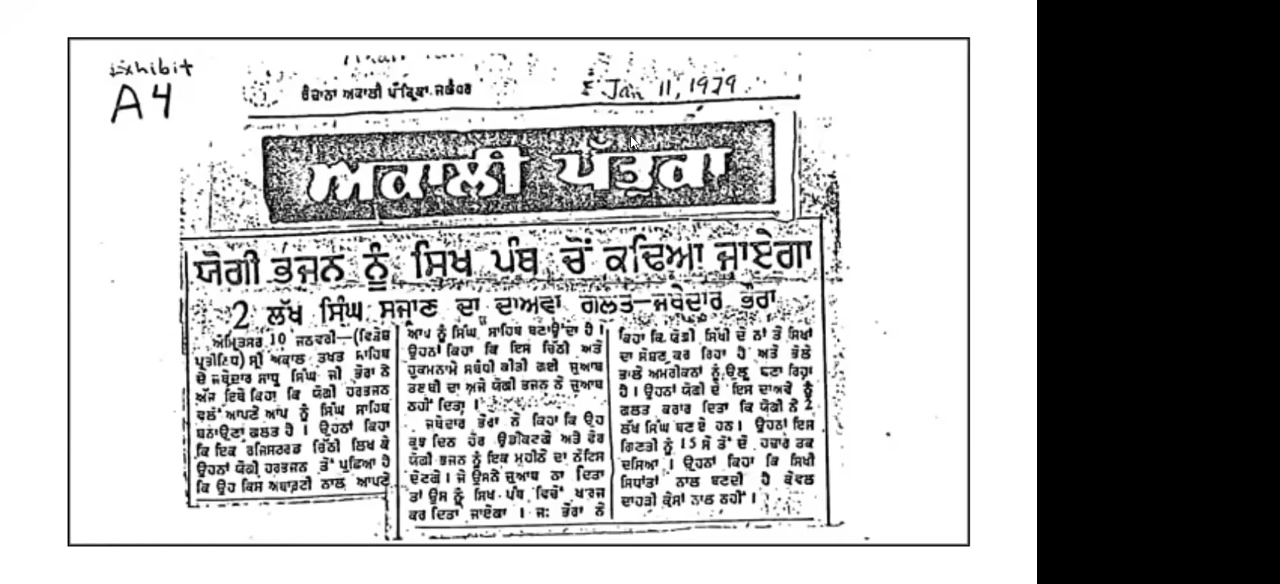 Exhibit
A4
ਰੋਜ਼ਾਨਾ ਅਕਾਲੀ ਪੱਤ੍ਰਿਕਾ ਜਲੰਧਰ
Jan 11, 1979
ਅਕਾਲੀ ਪੱਤ੍ਰਕਾ
ਯੋਗੀ ਭਜਨ ਨੂੰ ਸਿਖ ਪੰਥ ਚੋਂ ਕਢਿਆ ਜਾਏਗਾ
2 ਲੱਖ ਸਿੰਘ ਸਜਾਣ ਦਾ ਦਾਅਵਾ ਗਲਤ—ਜਥੇਦਾਰ ਭੌਰਾ
ਅੰਮ੍ਰਿਤਸਰ 10 ਜਨਵਰੀ—(ਵਿਸ਼ੇਸ਼
ਪ੍ਰਤੀਨਿਧ) ਸ੍ਰੀ ਅਕਾਲ ਤਖਤ ਸਾਹਿਬ
ਦੇ ਜਥੇਦਾਰ ਸਾਧੂ ਸਿੰਘ ਜੀ ਭੌਰਾ ਨੇ
ਅੱਜ ਇਥੇ ਕਿਹਾ ਕਿ ਯੋਗੀ ਹਰਭਜਨ
ਵਲੋਂ ਆਪਣੇ ਆਪ ਨੂੰ ਸਿੰਘ ਸਾਹਿਬ
ਬਨਾਉਣਾ ਗਲਤ ਹੈ । ਉਹਨਾਂ ਕਿਹਾ
ਕਿ ਇਕ ਰਜਿਸਟਰਡ ਚਿੱਠੀ ਲਿਖ ਕੇ
ਉਹਨਾਂ ਯੋਗੀ ਹਰਭਜਨ ਤੋਂ ਪੁਛਿਆ ਹੈ
ਕਿ ਉਹ ਕਿਸ ਅਥਾਰਟੀ ਨਾਲ ਆਪਣੇ
ਆਪ ਨੂੰ ਸਿੰਘ ਸਾਹਿਬ ਬਣਾਉਂਦਾ ਹੈ ।
ਉਹਨਾਂ ਕਿਹਾ ਕਿ ਇਸ ਚਿੱਠੀ ਅਤੇ
ਹੁਕਮਨਾਮੇ ਸਬੰਧੀ ਕੀਤੀ ਗਈ ਜੁਆਬ
ਤਲਬੀ ਦਾ ਅਜੇ ਯੋਗੀ ਭਜਨ ਨੇ ਜੁਆਬ
ਨਹੀਂ ਦਿਤਾ ।
ਜਥੇਦਾਰ ਭੌਰਾ ਨੇ ਕਿਹਾ ਕਿ ਉਹ
ਕੁਝ ਦਿਨ ਹੋਰ ਉਡੀਕਣਗੇ ਅਤੇ ਫੇਰ
ਯੋਗੀ ਭਜਨ ਨੂੰ ਇਕ ਮਹੀਨੇ ਦਾ ਨੋਟਿਸ
ਦੇਣਗੇ । ਜੇ ਉਸਨੇ ਜੁਆਬ ਨਾ ਦਿਤਾ
ਤਾਂ ਉਸ ਨੂੰ ਸਿਖ-ਪੰਥ ਵਿਚੋਂ ਖਾਰਜ
ਕਰ ਦਿਤਾ ਜਾਏਗਾ । ਜ: ਭੌਰਾ ਨੇ
ਕਿਹਾ ਕਿ ਯੋਗੀ ਸਿਖੀ ਦੇ ਨਾਂ ਤੇ ਸਿਖਾਂ
ਦਾ ਸ਼ੋਸ਼ਣ ਕਰ ਰਿਹਾ ਹੈ ਅਤੇ ਭੋਲੇ
ਭਾਲੇ ਅਮਰੀਕਨਾਂ ਨੂੰ ਉਲੂ ਬਣਾ ਰਿਹਾ
ਹੈ । ਉਹਨਾਂ ਯੋਗੀ ਦੇ ਇਸ ਦਾਅਵੇ ਨੂੰ
ਗਲਤ ਕਰਾਰ ਦਿਤਾ ਕਿ ਯੋਗੀ ਨੇ 2
ਲੱਖ ਸਿੰਘ ਬਣਾਏ ਹਨ । ਉਹਨਾਂ ਇਸ
ਗਿਣਤੀ ਨੂੰ 15 ਸੌ ਤੋਂ ਦੋ ਹਜ਼ਾਰ ਤਕ
ਦਸਿਆ । ਉਹਨਾਂ ਕਿਹਾ ਕਿ ਸਿਖੀ
ਸਿਧਾਂਤਾਂ ਨਾਲ ਬਣਦੀ ਹੈ ਕੇਵਲ
ਦਾਹੜੀ ਕੇਸਾਂ ਨਾਲ ਨਹੀਂ ।